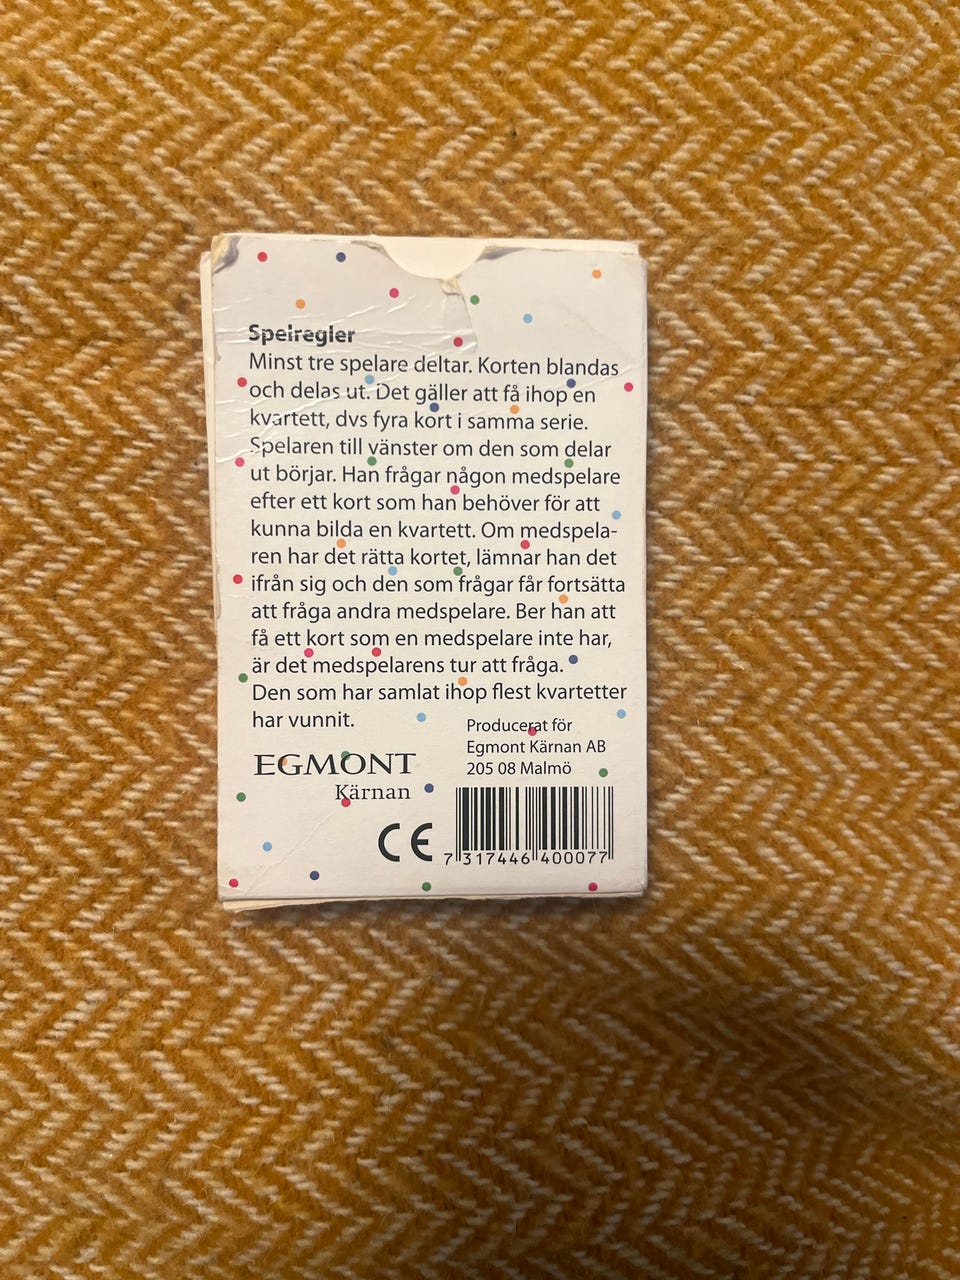 Spelregler
Minst tre spelare deltar. Korten blandas
och delas ut. Det gäller att få ihop en
kvartett, dvs fyra kort i samma serie.
Spelaren till vänster om den som delar
ut börjar. Han frågar någon medspelare
efter ett kort som han behöver för att
kunna bilda en kvartett. Om medspela-
ren har det rätta kortet, lämnar han det
ifrån sig och den som frågar får fortsätta
att fråga andra medspelare. Ber han att
få ett kort som en medspelare inte har,
är det medspelarens tur att fråga.
Den som har samlat ihop flest kvartetter
har vunnit.
Producerat för
Egmont Kärnan AB
205 08 Malmö
EGMONT
Kärnan
CE
7 317446 400077